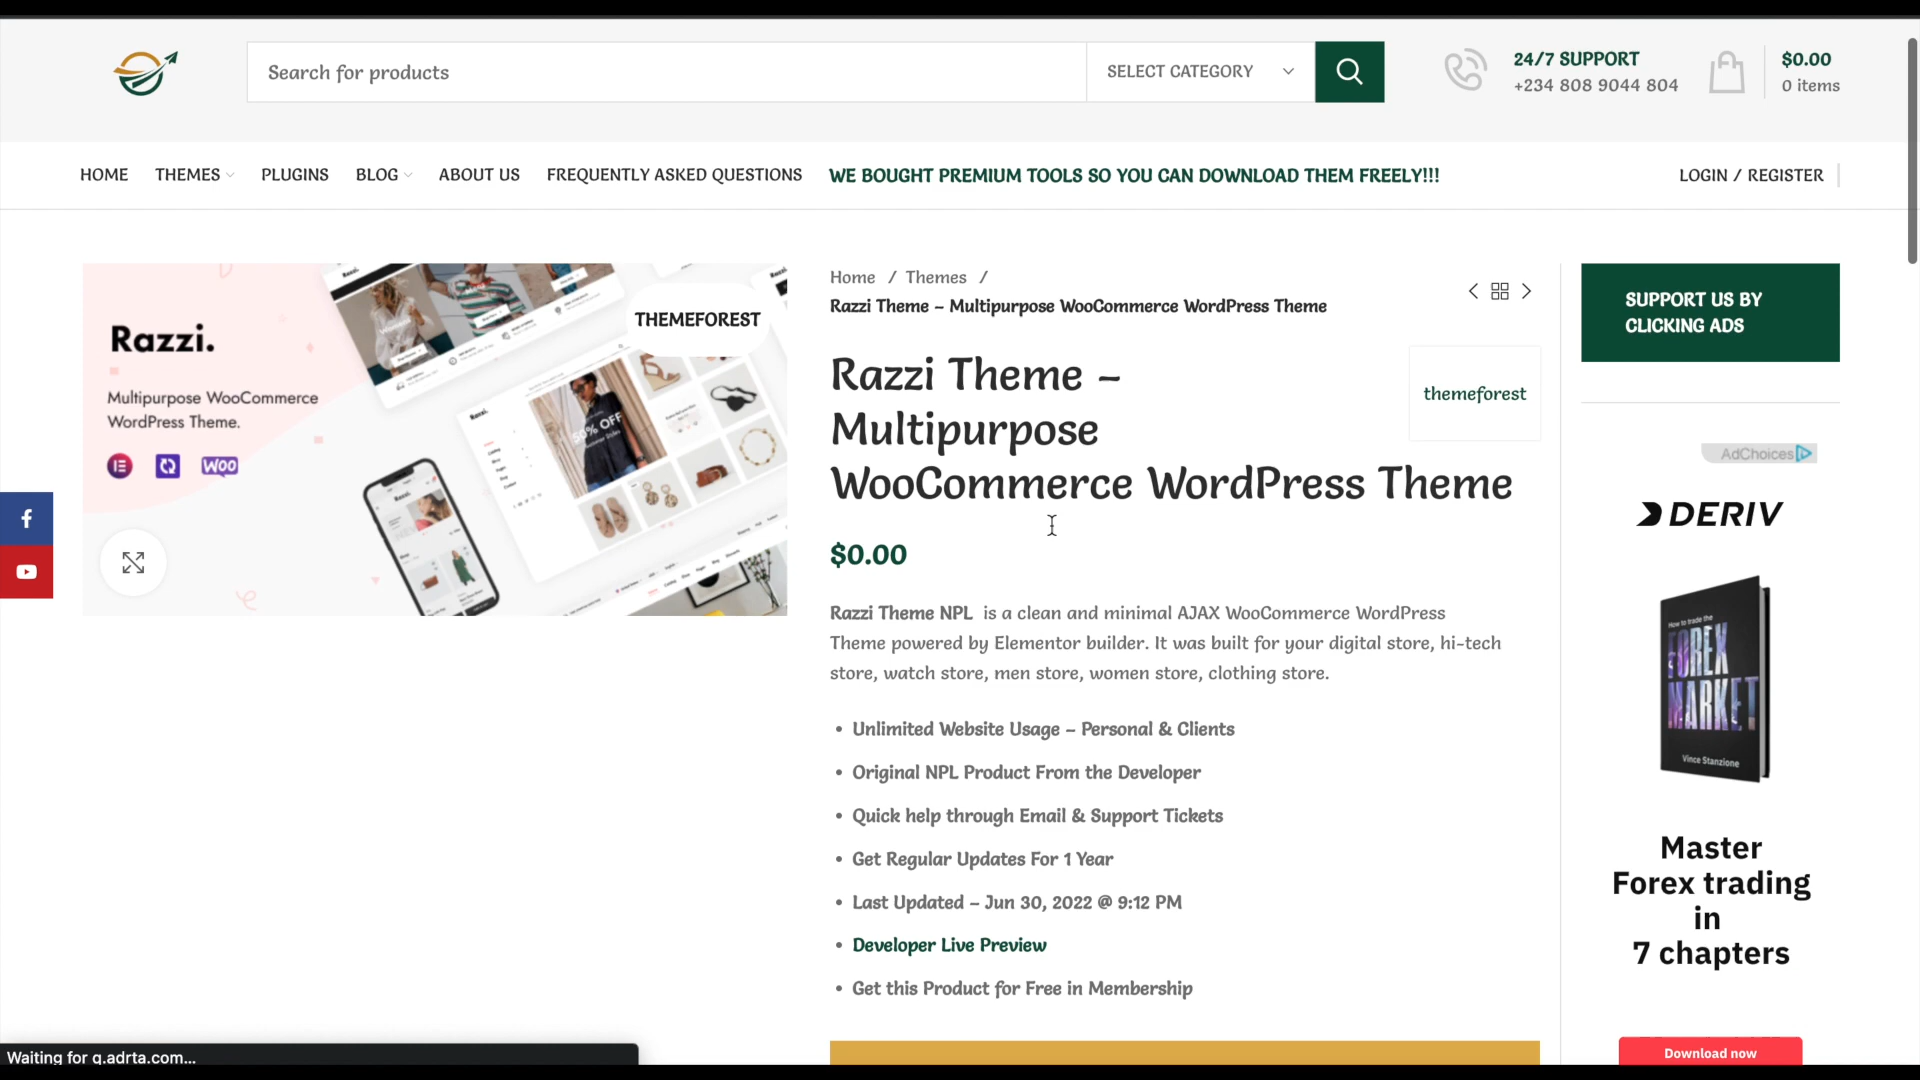 Search for products
SELECT CATEGORY
24/7 SUPPORT
+234 808 9044 804
$0.00
0 items
HOME
THEMES
PLUGINS
BLOG
ABOUT US
FREQUENTLY ASKED QUESTIONS
WE BOUGHT PREMIUM TOOLS SO YOU CAN DOWNLOAD THEM FREELY!!!
LOGIN / REGISTER
Razzi.
Multipurpose WooCommerce
WordPress Theme.
WOO
THEMEFOREST
50% OFF
Home / Themes /
Razzi Theme – Multipurpose WooCommerce WordPress Theme
Razzi Theme –
Multipurpose
WooCommerce WordPress Theme
themeforest
$0.00
Razzi Theme NPL is a clean and minimal AJAX WooCommerce WordPress
Theme powered by Elementor builder. It was built for your digital store, hi-tech
store, watch store, men store, women store, clothing store.
• Unlimited Website Usage – Personal & Clients
• Original NPL Product From the Developer
• Quick help through Email & Support Tickets
• Get Regular Updates For 1 Year
• Last Updated – Jun 30, 2022 @ 9:12 PM
• Developer Live Preview
• Get this Product for Free in Membership
SUPPORT US BY
CLICKING ADS
AdChoices
DERIV
How to trade the
FOREX
MARKET
Vince Stanzione
Master
Forex trading
in
7 chapters
Download now
Waiting for q.adrta.com...